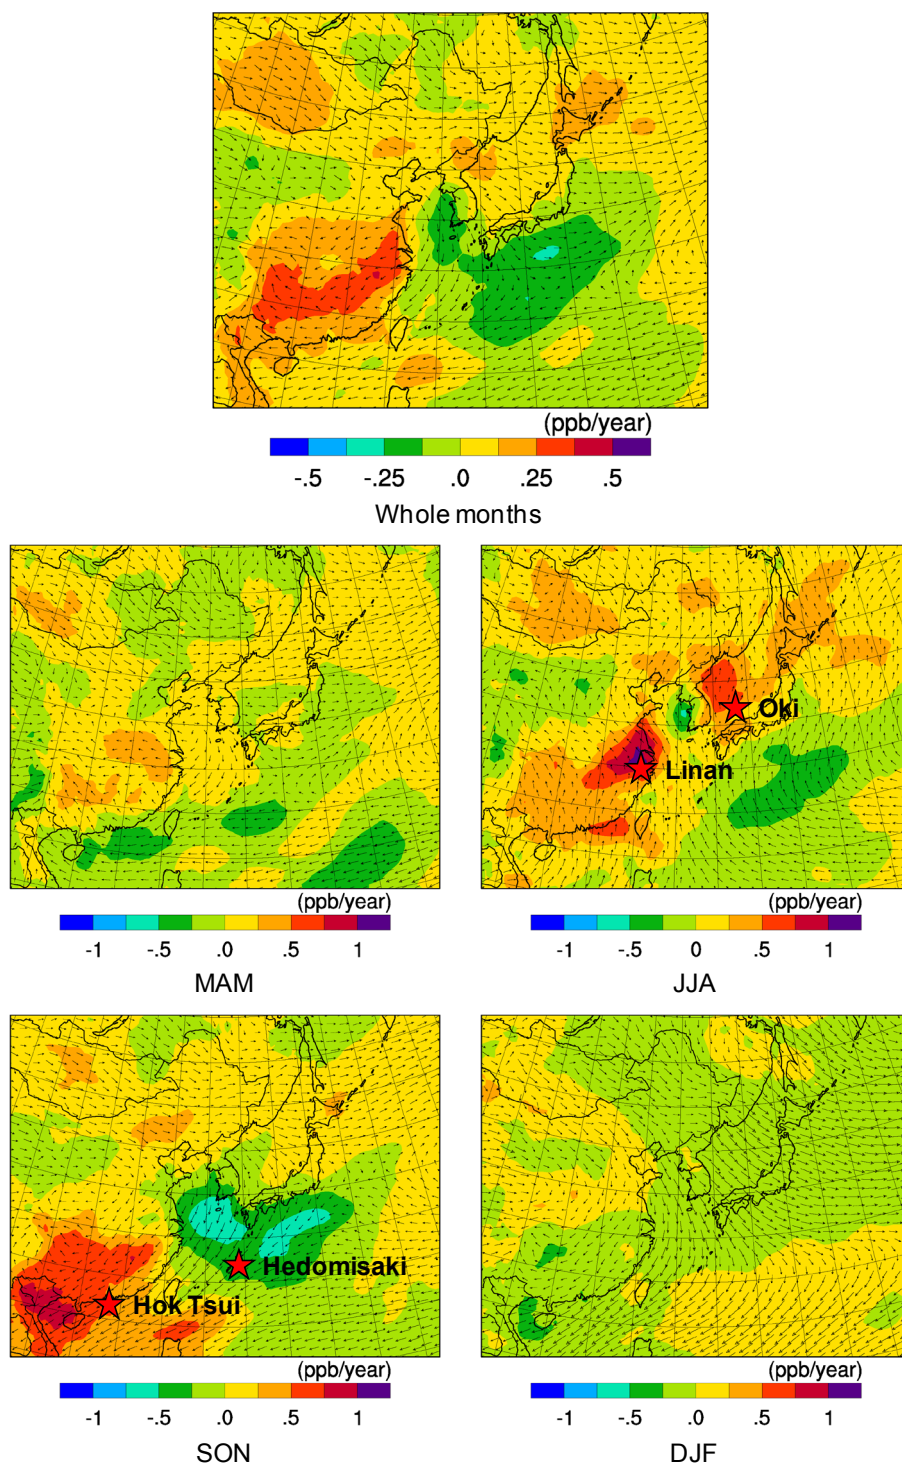 (ppb/year)
-.5 -.25 .0 .25 .5
Whole months
Oki
Linan
(ppb/year)
-1 -.5 .0 .5 1
MAM
(ppb/year)
-1 -.5 0 .5 1
JJA
Hedomisaki
Hok Tsui
(ppb/year)
-1 -.5 .0 .5 1
SON
(ppb/year)
-1 -.5 .0 .5 1
DJF